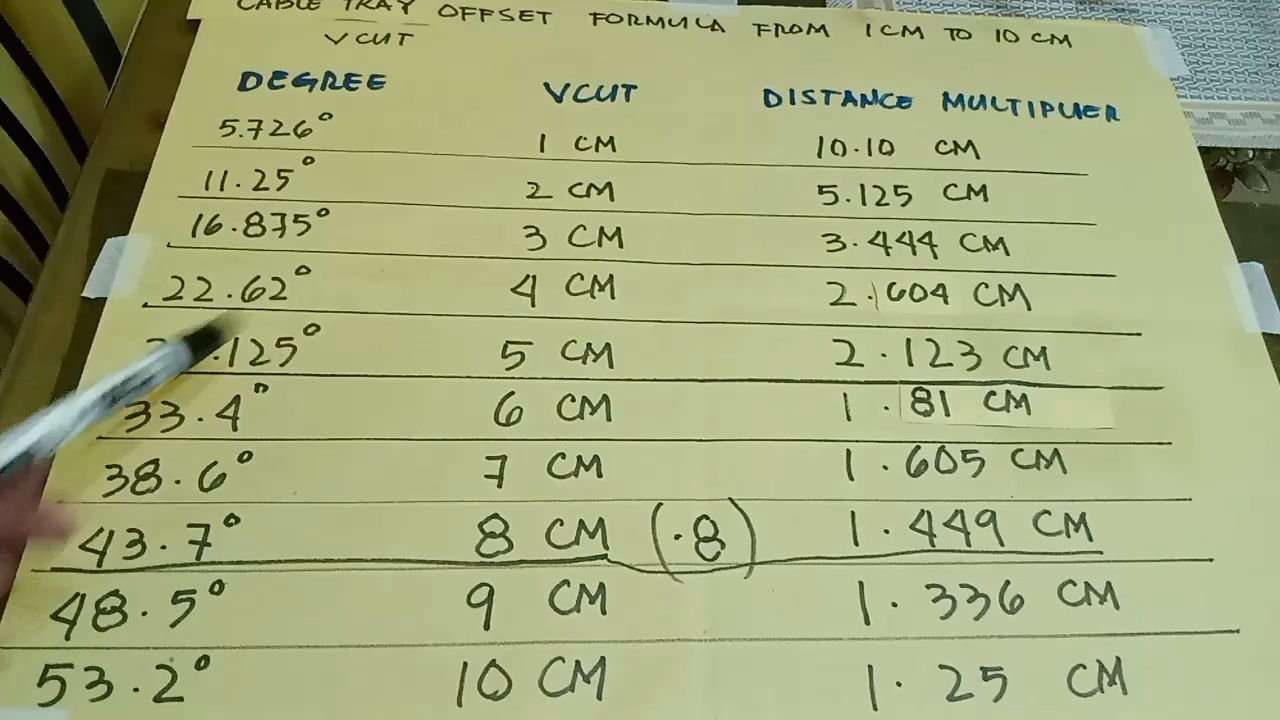 CABLE TRAY OFFSET FORMULA FROM 1CM TO 10 CM
VCUT
DEGREE VCUT DISTANCE MULTIPLIER
5.726° 1 CM 10.10 CM
11.25° 2 CM 5.125 CM
16.875° 3 CM 3.444 CM
22.62° 4 CM 2.604 CM
.125° 5 CM 2.123 CM
33.4° 6 CM 1.81 CM
38.6° 7 CM 1.605 CM
43.7° 8 CM (.8) 1.449 CM
48.5° 9 CM 1.336 CM
53.2° 10 CM 1.25 CM